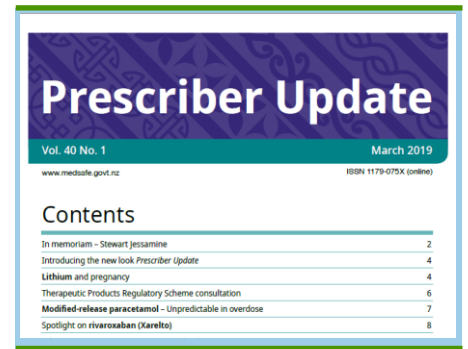 Prescriber Update
Vol. 40 No. 1 March 2019
www.medsafe.govt.nz ISSN 1179-075X (online)
Contents
In memoriam – Stewart Jessamine 2
Introducing the new look Prescriber Update 4
Lithium and pregnancy 4
Therapeutic Products Regulatory Scheme consultation 6
Modified-release paracetamol – Unpredictable in overdose 7
Spotlight on rivaroxaban (Xarelto) 8